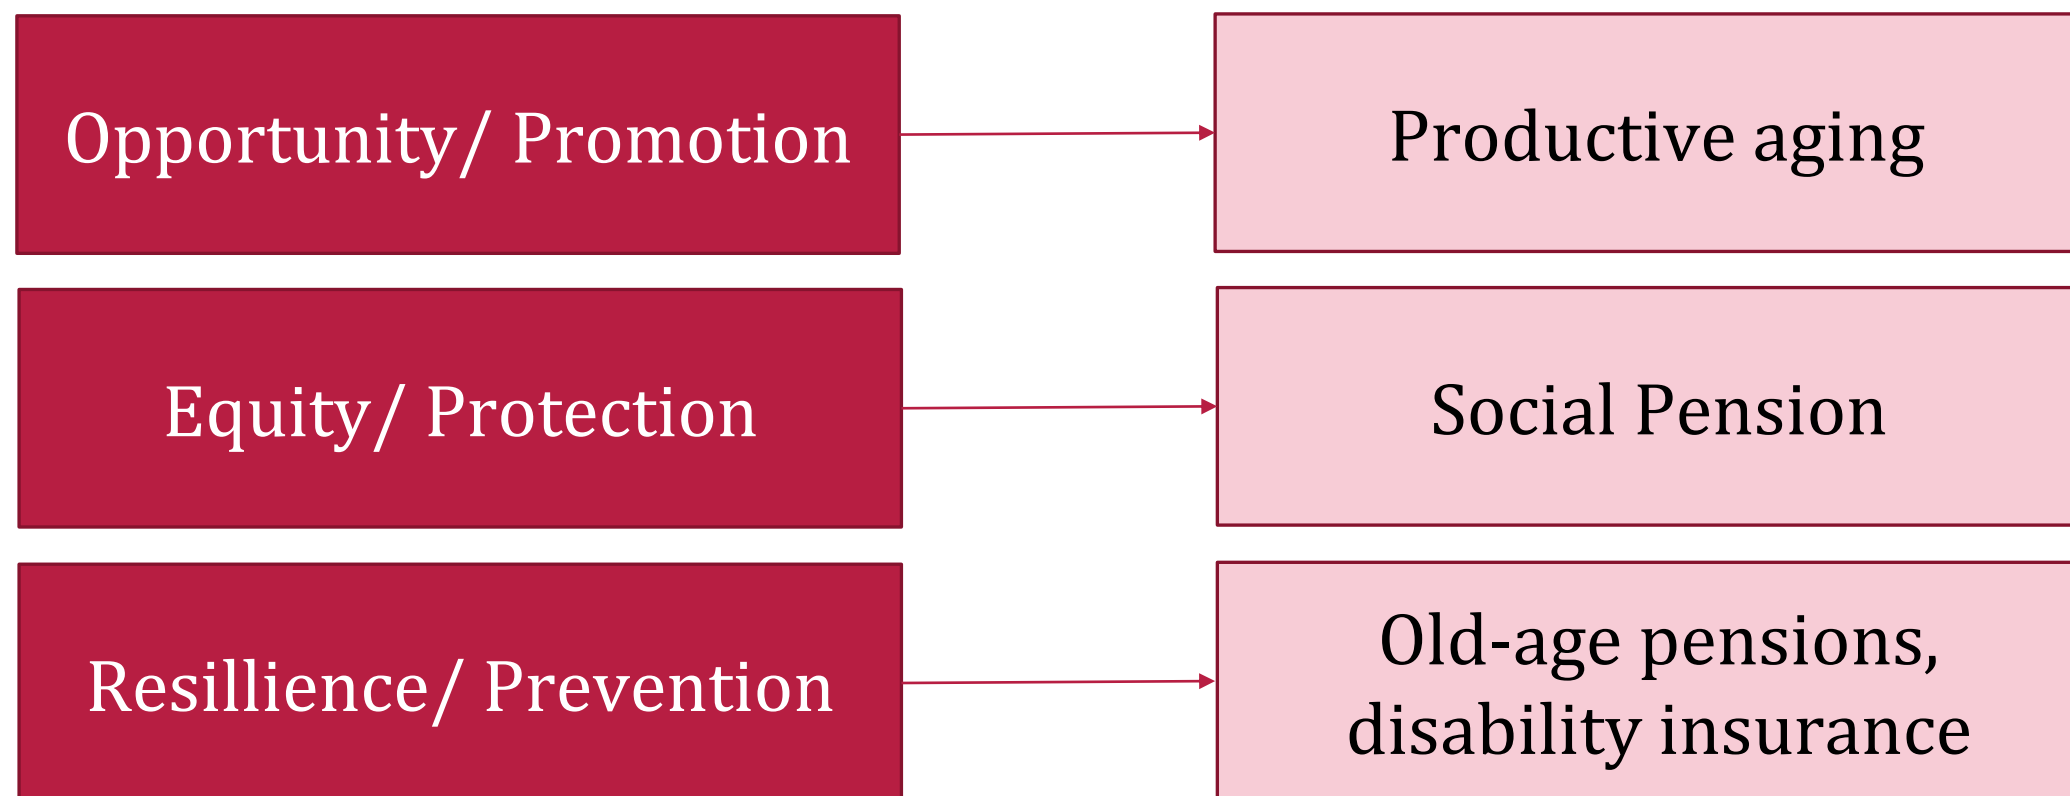 Opportunity/ Promotion
Productive aging
Equity/ Protection
Social Pension
Resillience/ Prevention
Old-age pensions,
disability insurance